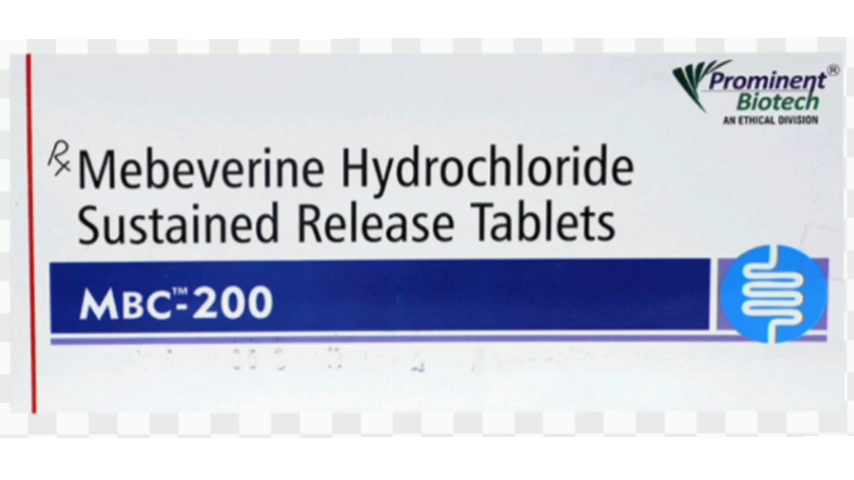 Prominent®
Biotech
AN ETHICAL DIVISION
℞ Mebeverine Hydrochloride
Sustained Release Tablets
MBC™-200